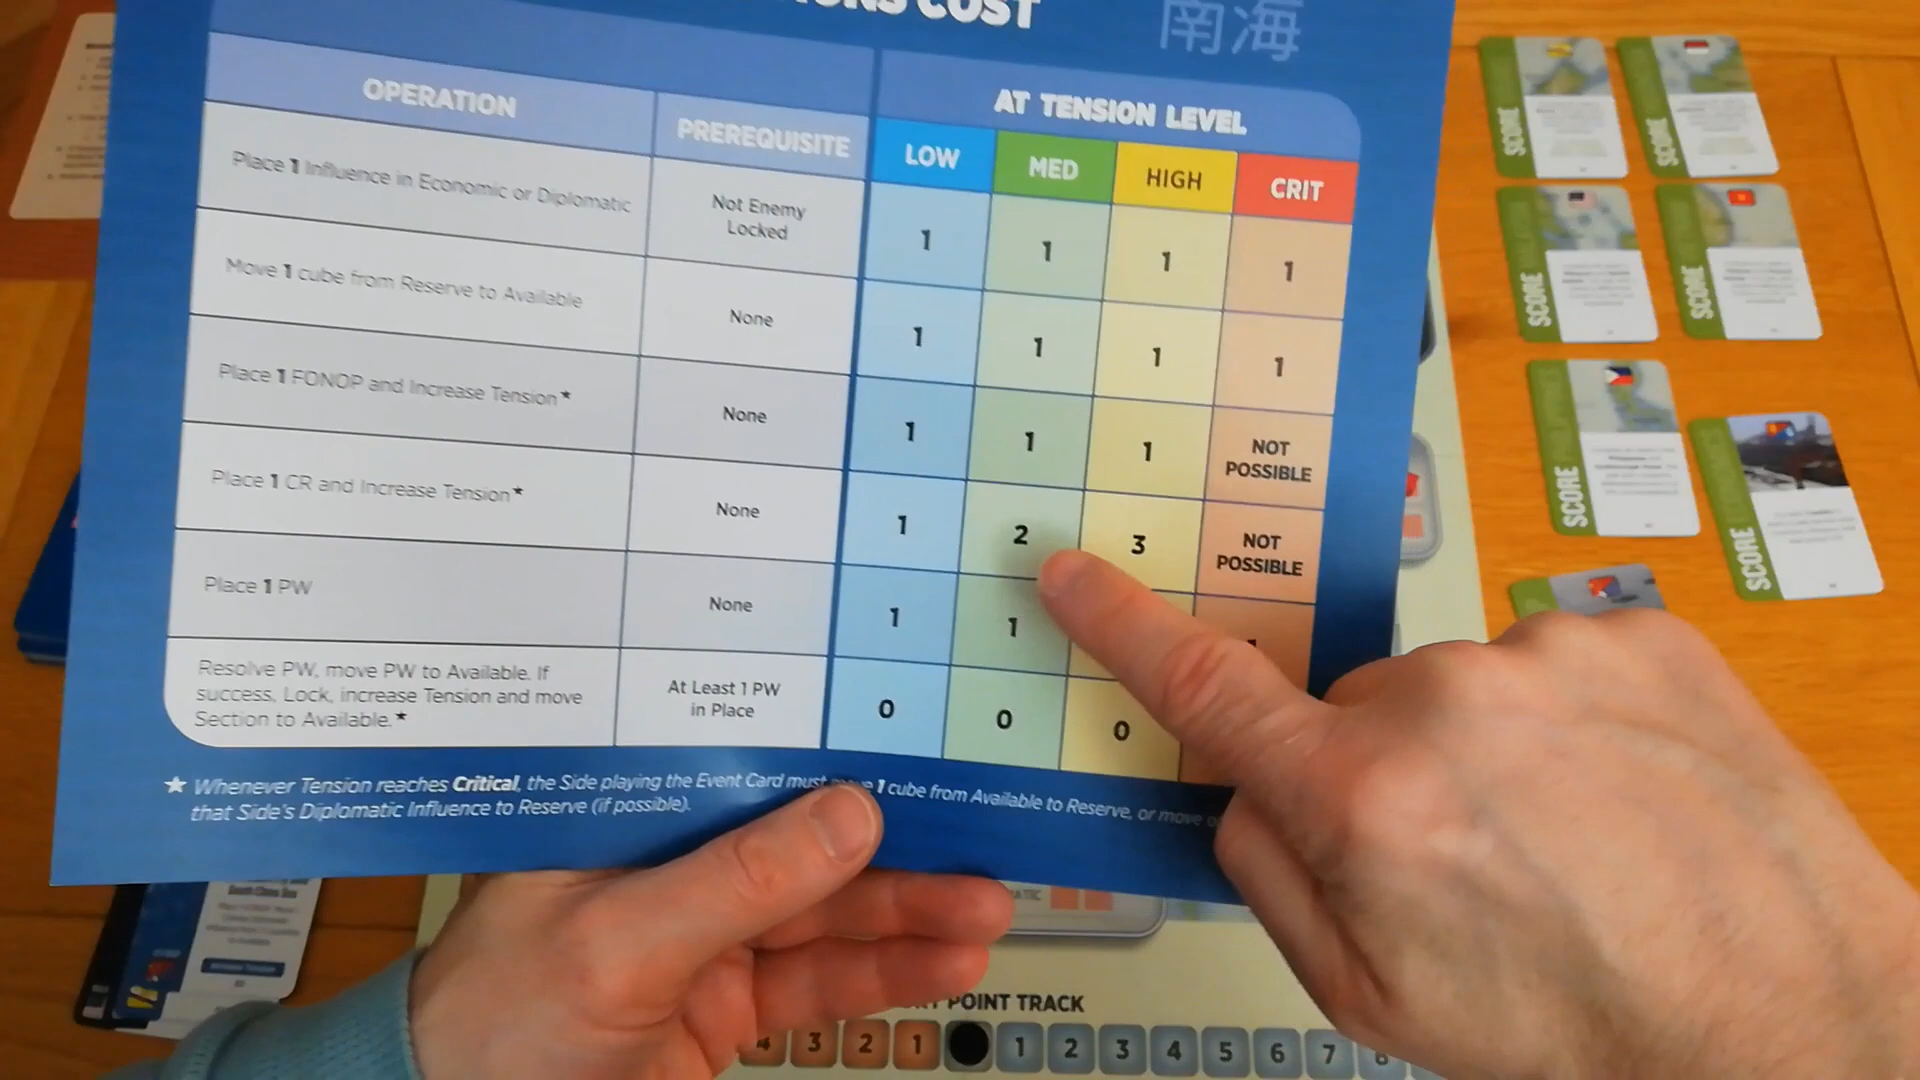 COST
南海
OPERATION
PREREQUISITE
AT TENSION LEVEL
LOW
MED
HIGH
CRIT
Place 1 Influence in Economic or Diplomatic
Not Enemy
Locked
1
1
1
1
Move 1 cube from Reserve to Available
None
1
1
1
1
Place 1 FONOP and Increase Tension★
None
1
1
1
NOT
POSSIBLE
Place 1 CR and Increase Tension★
None
1
2
3
NOT
POSSIBLE
Place 1 PW
None
1
1
Resolve PW, move PW to Available. If
success, Lock, increase Tension and move
Section to Available.★
At Least 1 PW
in Place
0
0
0
★ Whenever Tension reaches Critical, the Side playing the Event Card must 1 cube from Available to Reserve, or move
that Side's Diplomatic Influence to Reserve (if possible).
SCORE
SCORE
SCORE
SCORE
SCORE
SCORE
POINT TRACK
4
3
2
1
1
2
3
4
5
6
7
8